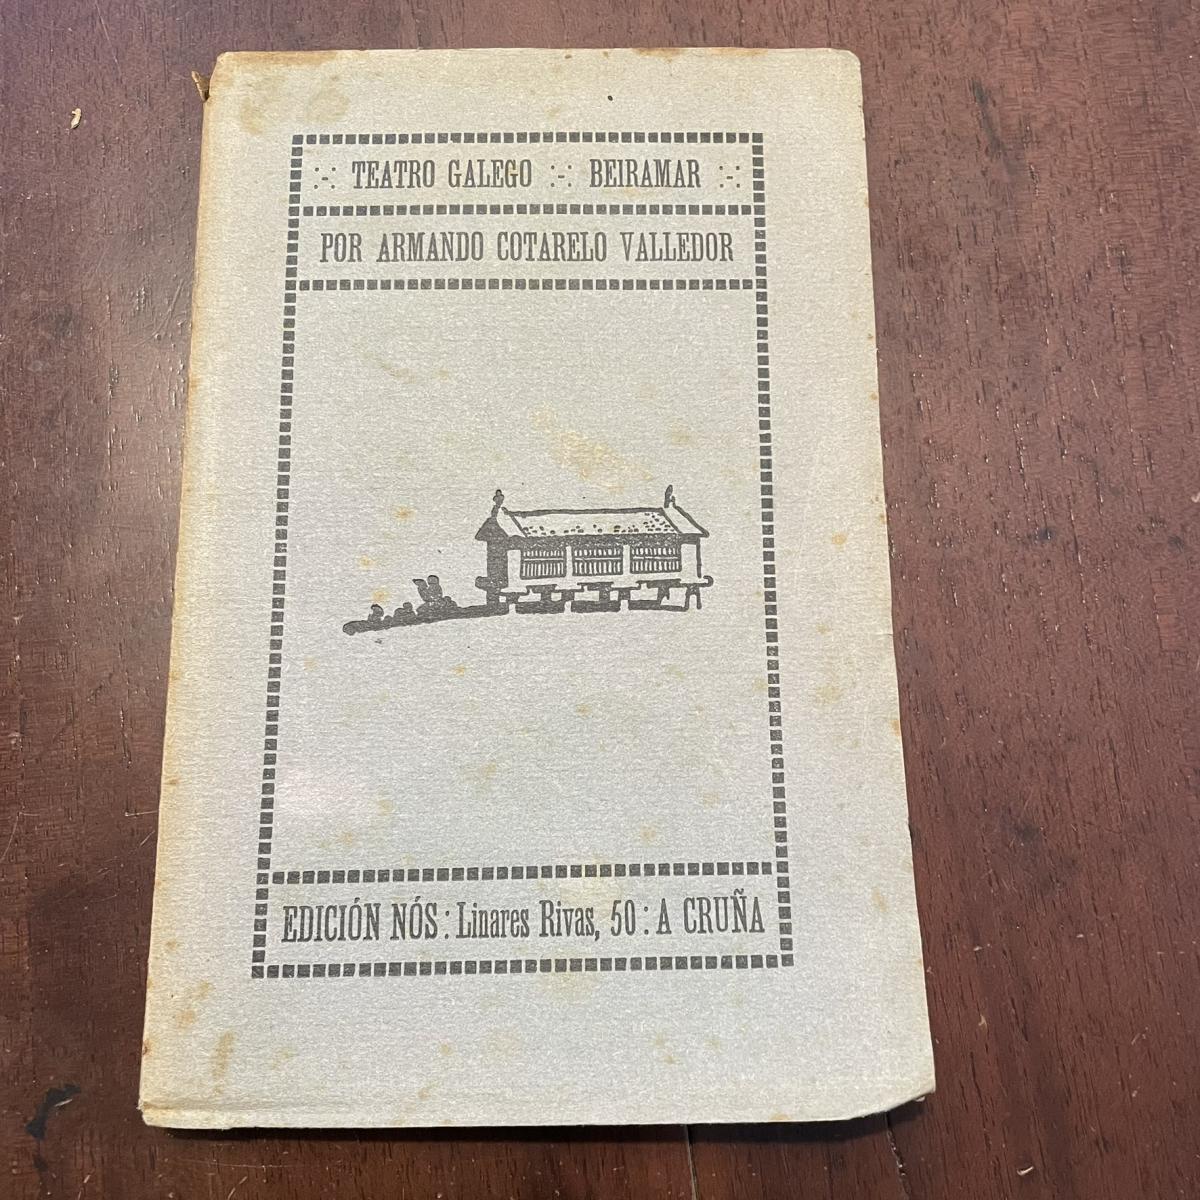 :-: TEATRO GALEGO :-: BEIRAMAR :-:
POR ARMANDO COTARELO VALLEDOR
EDICIÓN NÓS : Linares Rivas, 50 : A CRUÑA